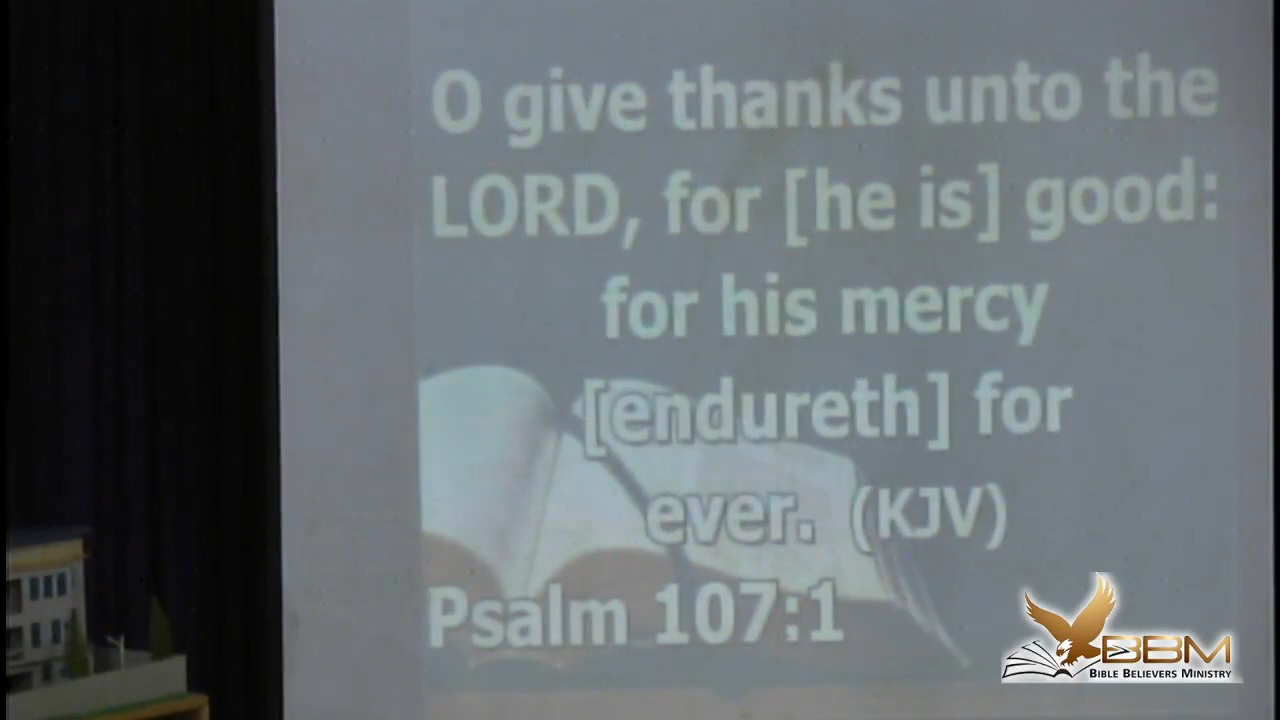 O give thanks unto the
LORD, for [he is] good:
for his mercy
[endureth] for
ever. (KJV)
Psalm 107:1
BBM
BIBLE BELIEVERS MINISTRY